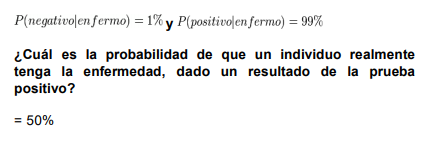 P(negativo|enfermo) = 1% y P(positivo|enfermo) = 99%
¿Cuál es la probabilidad de que un individuo realmente
tenga la enfermedad, dado un resultado de la prueba
positivo?
= 50%